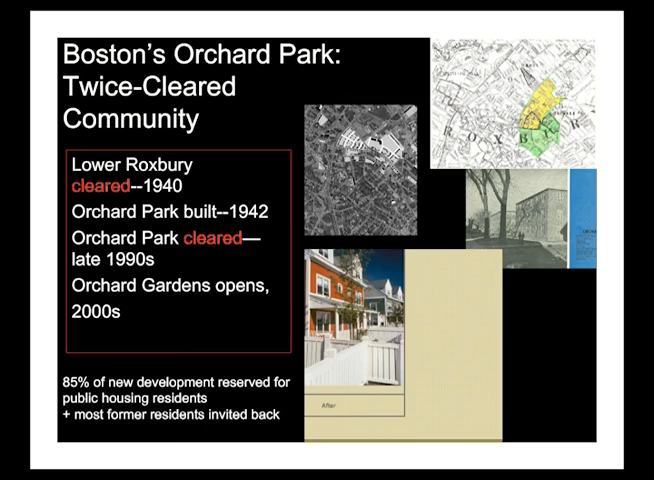 Boston's Orchard Park:
Twice-Cleared
Community
Lower Roxbury
cleared--1940
Orchard Park built--1942
Orchard Park cleared—
late 1990s
Orchard Gardens opens,
2000s
85% of new development reserved for
public housing residents
+ most former residents invited back
R O X B
R
After